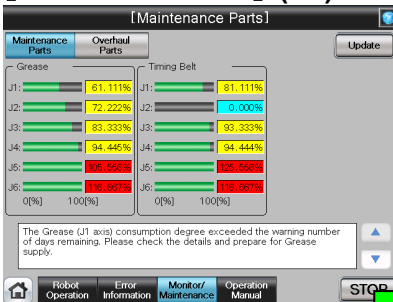 [Maintenance Parts]
?
Maintenance Parts
Overhaul Parts
Update
Grease
Timing Belt
J1: 61.111%
J1: 81.111%
J2: 72.222%
J2: 0.000%
J3: 83.333%
J3: 93.333%
J4: 94.445%
J4: 94.444%
J5: 105.556%
J5: 125.556%
J6: 116.667%
J6: 116.667%
0[%] 100[%]
0[%] 100[%]
The Grease (J1 axis) consumption degree exceeded the warning number
of days remaining. Please check the details and prepare for Grease
supply.
Robot Operation
Error Information
Monitor/ Maintenance
Operation Manual
STOP